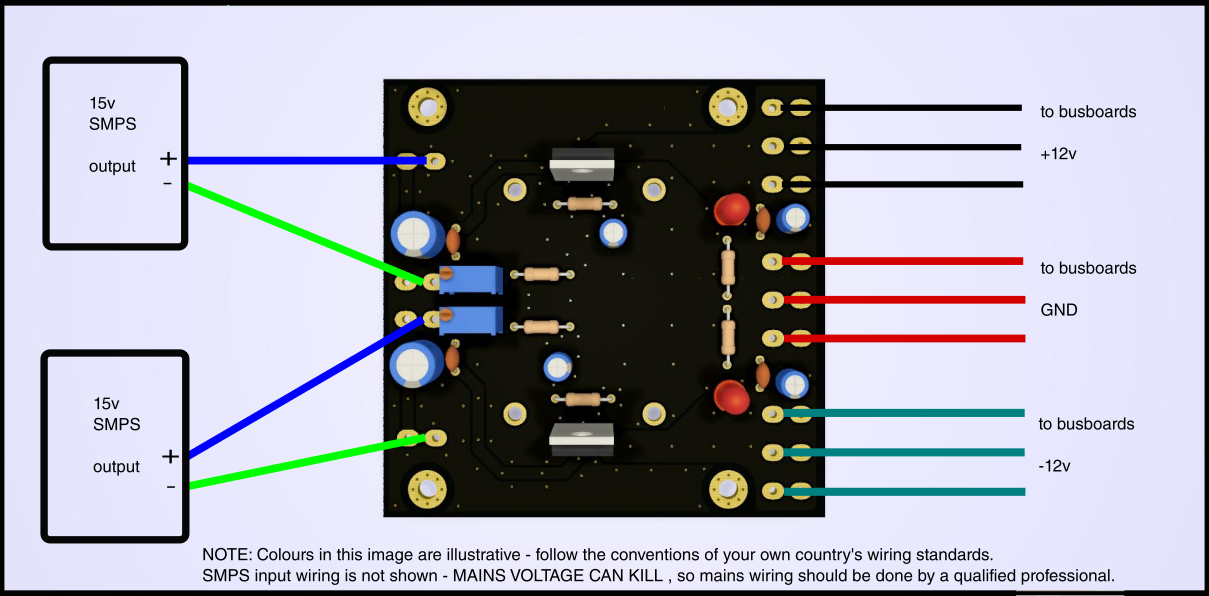 15v
SMPS
output
+
-
15v
SMPS
output
+
-
to busboards
+12v
to busboards
GND
to busboards
-12v
NOTE: Colours in this image are illustrative - follow the conventions of your own country's wiring standards.
SMPS input wiring is not shown - MAINS VOLTAGE CAN KILL , so mains wiring should be done by a qualified professional.